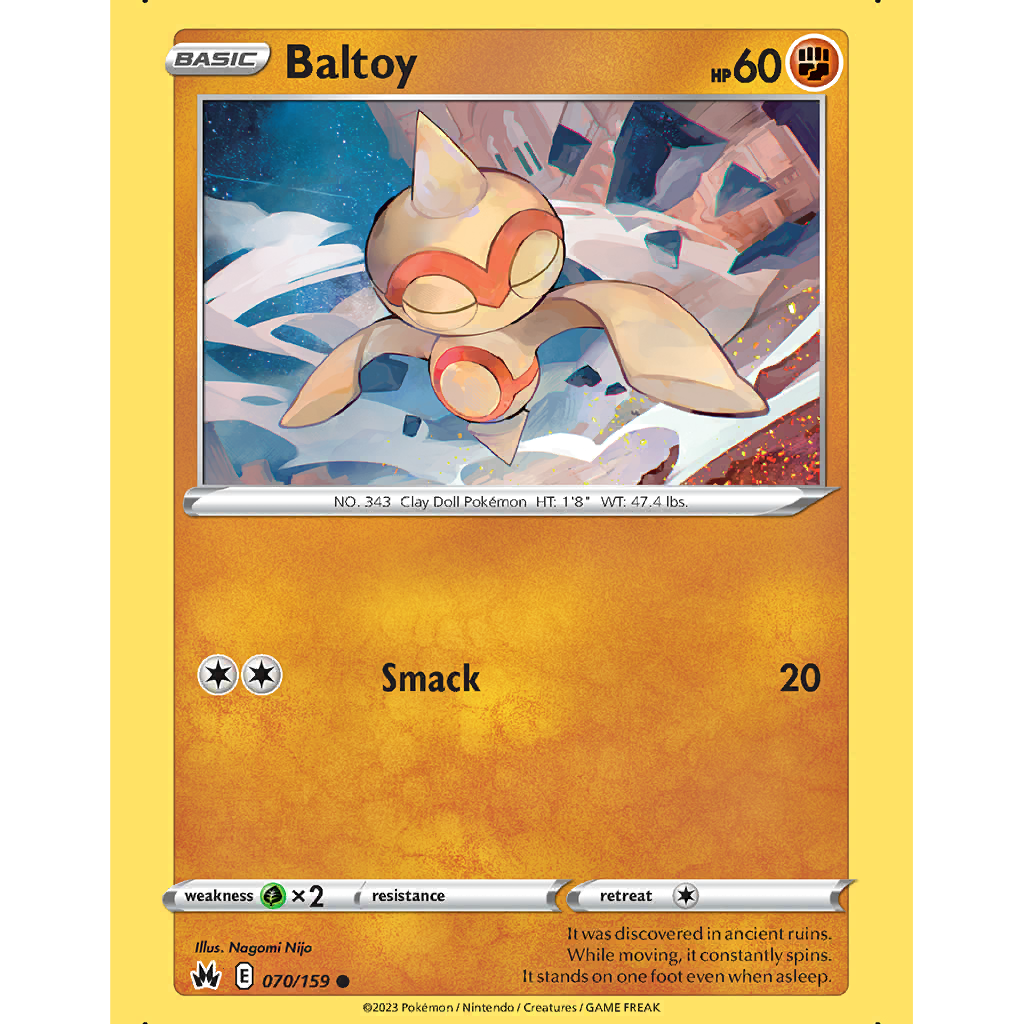 BASIC Baltoy HP60
NO. 343 Clay Doll Pokémon HT: 1'8" WT: 47.4 lbs.
Smack 20
weakness ×2 resistance retreat
It was discovered in ancient ruins.
While moving, it constantly spins.
It stands on one foot even when asleep.
Illus. Nagomi Nijo
E 070/159
©2023 Pokémon / Nintendo / Creatures / GAME FREAK